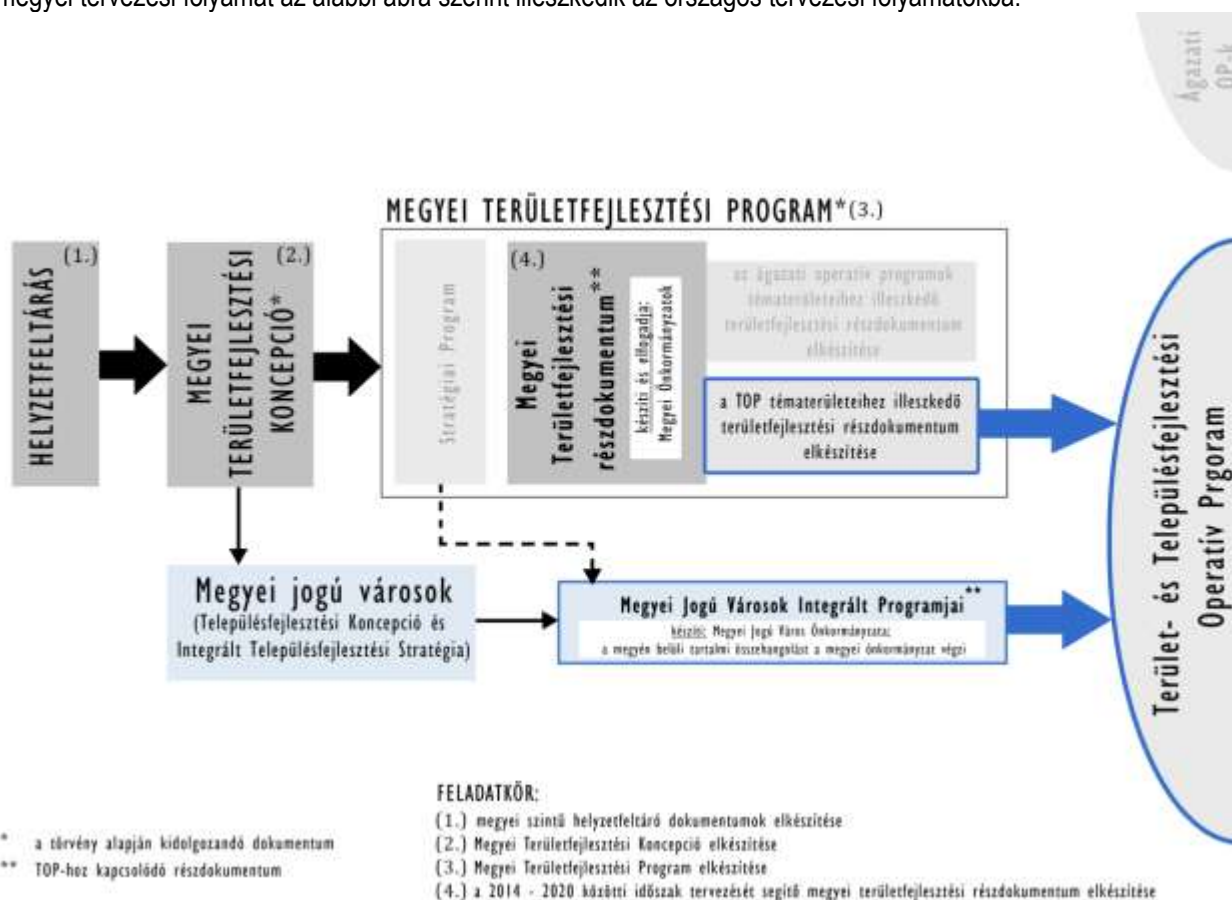 megyei tervezési folyamat az alábbi ábra szerint illeszkedik az országos tervezési folyamatokba.
Ágazati
OP-k
MEGYEI TERÜLETFEJLESZTÉSI PROGRAM*(3.)
(1.)
HELYZETFELTÁRÁS
(2.)
MEGYEI
TERÜLETFEJLESZTÉSI
KONCEPCIÓ*
Stratégiai Program
(4.)
Megyei
Területfejlesztési
részdokumentum**
készíti és elfogadja:
Megyei Önkormányzatok
az ágazati operatív programok
tématerületeihez illeszkedő
területfejlesztési részdokumentum
elkészítése
a TOP tématerületeihez illeszkedő
területfejlesztési részdokumentum
elkészítése
Terület- és Településfejlesztési
Operatív Prgoram
Megyei jogú városok
(Településfejlesztési Koncepció és
Integrált Településfejlesztési Stratégia)
Megyei Jogú Városok Integrált Programjai**
készíti: Megyei Jogú Város Önkormányzata;
a megyén belüli tartalmi összehangolást a megyei önkormányzat végzi
* a törvény alapján kidolgozandó dokumentum
** TOP-hoz kapcsolódó részdokumentum
FELADATKÖR:
(1.) megyei szintű helyzetfeltáró dokumentumok elkészítése
(2.) Megyei Területfejlesztési Koncepció elkészítése
(3.) Megyei Területfejlesztési Program elkészítése
(4.) a 2014 - 2020 közötti időszak tervezését segítő megyei területfejlesztési részdokumentum elkészítése